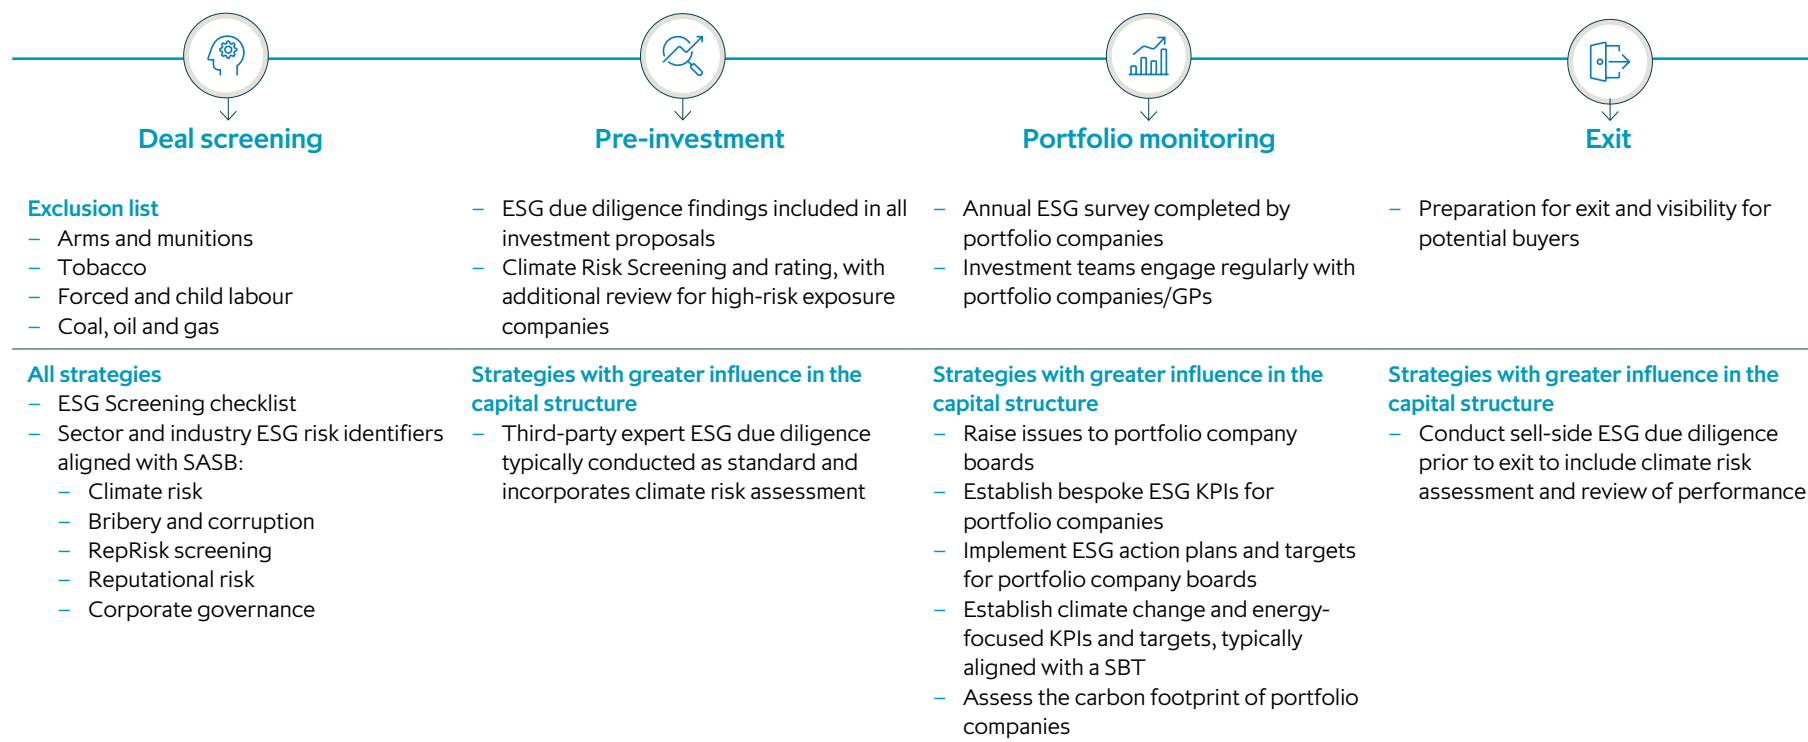 Deal screening
Exclusion list
– Arms and munitions
– Tobacco
– Forced and child labour
– Coal, oil and gas
All strategies
– ESG Screening checklist
– Sector and industry ESG risk identifiers
aligned with SASB:
– Climate risk
– Bribery and corruption
– RepRisk screening
– Reputational risk
– Corporate governance
Pre-investment
– ESG due diligence findings included in all
investment proposals
– Climate Risk Screening and rating, with
additional review for high-risk exposure
companies
Strategies with greater influence in the
capital structure
– Third-party expert ESG due diligence
typically conducted as standard and
incorporates climate risk assessment
Portfolio monitoring
– Annual ESG survey completed by
portfolio companies
– Investment teams engage regularly with
portfolio companies/GPs
Strategies with greater influence in the
capital structure
– Raise issues to portfolio company
boards
– Establish bespoke ESG KPIs for
portfolio companies
– Implement ESG action plans and targets
for portfolio company boards
– Establish climate change and energy-
focused KPIs and targets, typically
aligned with a SBT
– Assess the carbon footprint of portfolio
companies
Exit
– Preparation for exit and visibility for
potential buyers
Strategies with greater influence in the
capital structure
– Conduct sell-side ESG due diligence
prior to exit to include climate risk
assessment and review of performance